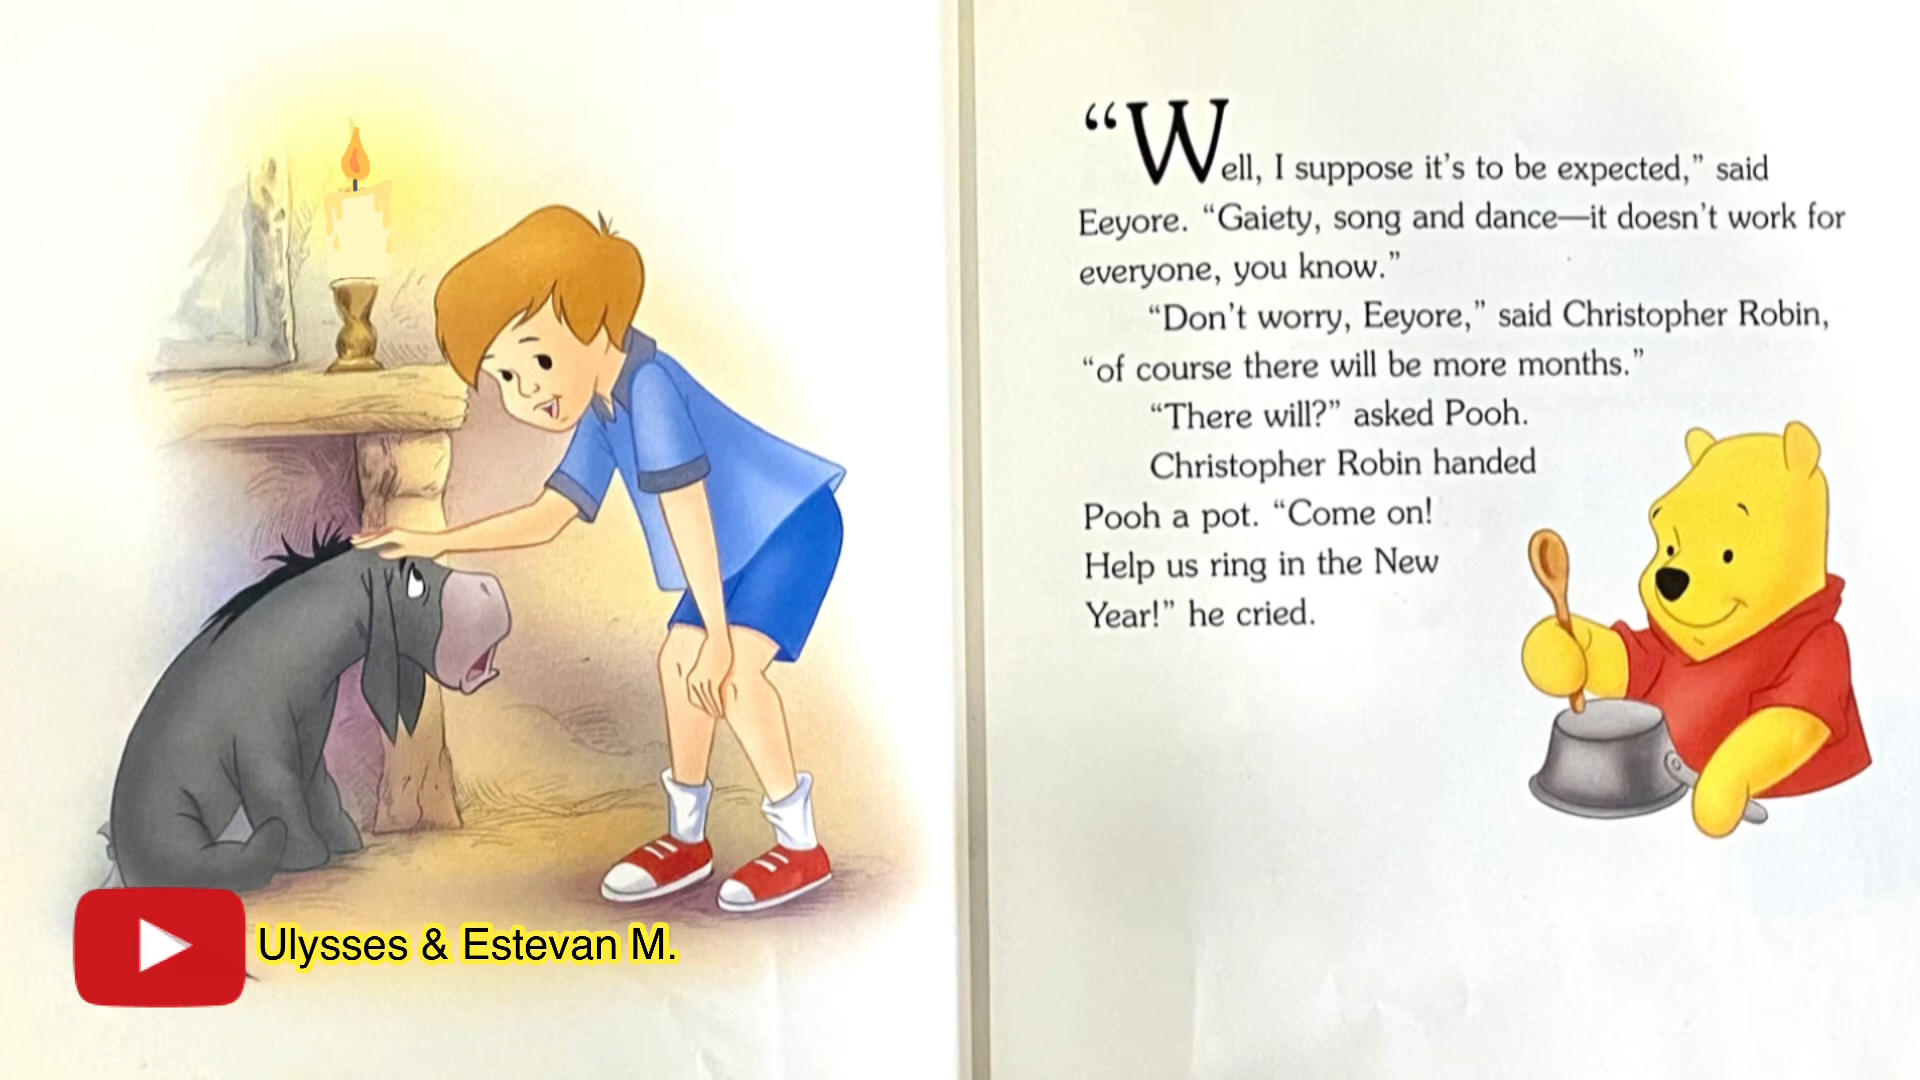 “Well, I suppose it’s to be expected,” said
Eeyore. “Gaiety, song and dance—it doesn’t work for
everyone, you know.”
“Don’t worry, Eeyore,” said Christopher Robin,
“of course there will be more months.”
“There will?” asked Pooh.
Christopher Robin handed
Pooh a pot. “Come on!
Help us ring in the New
Year!” he cried.
Ulysses & Estevan M.